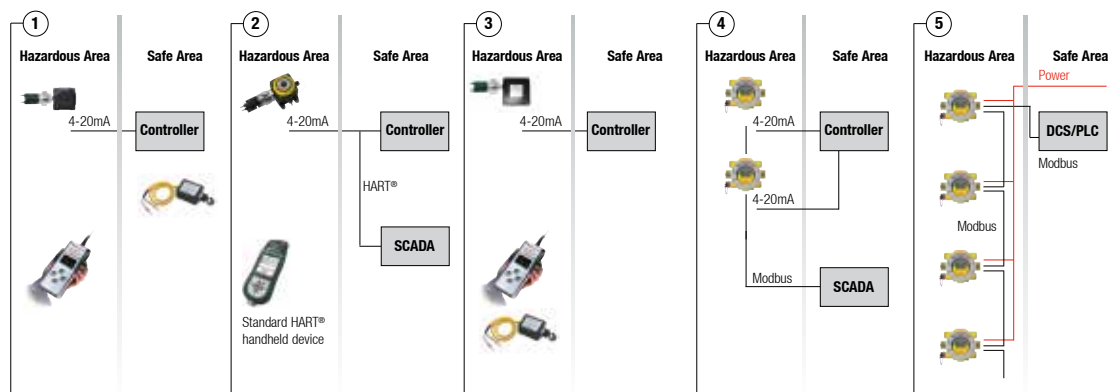 1
Hazardous Area
Safe Area
4-20mA
Controller
2
Hazardous Area
Safe Area
4-20mA
Controller
HART®
SCADA
Standard HART®
handheld device
3
Hazardous Area
Safe Area
4-20mA
Controller
4
Hazardous Area
Safe Area
4-20mA
Controller
4-20mA
Modbus
SCADA
5
Hazardous Area
Safe Area
Power
DCS/PLC
Modbus
Modbus